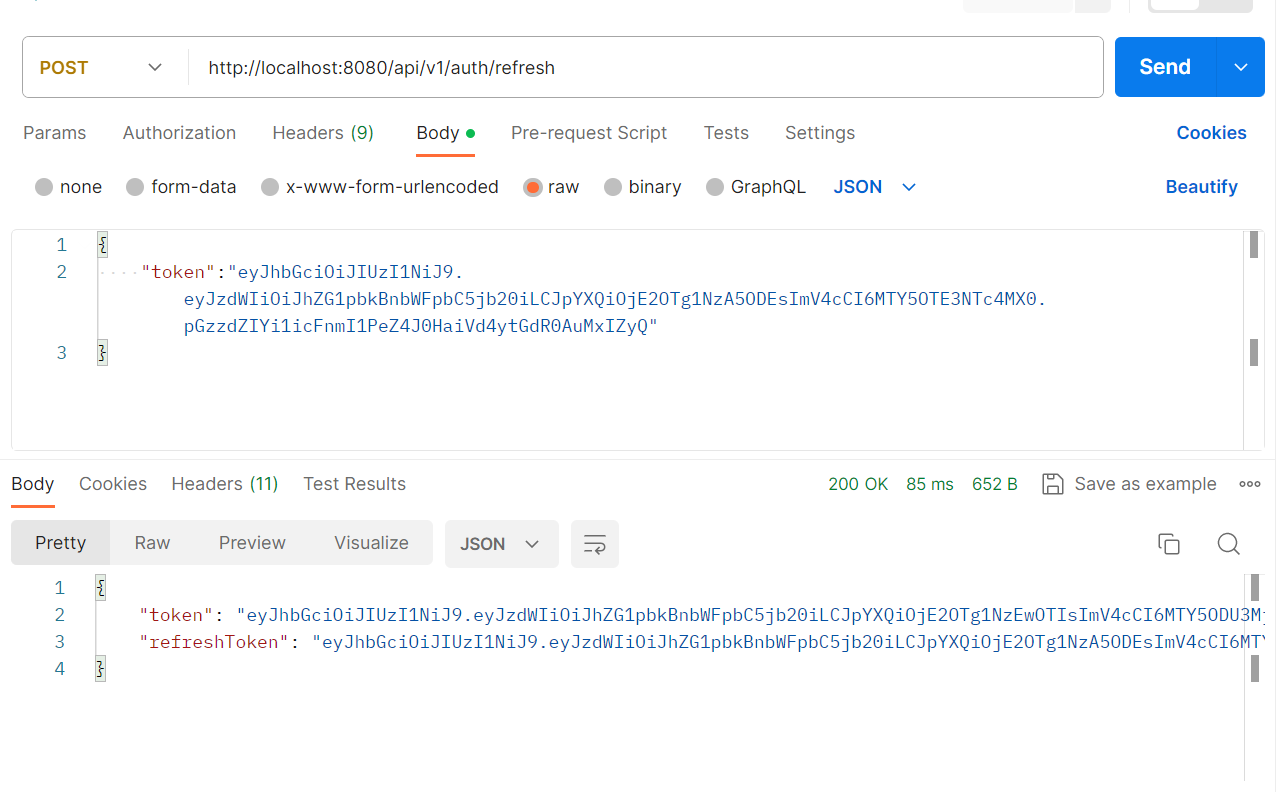 POST http://localhost:8080/api/v1/auth/refresh Send
Params Authorization Headers (9) Body Pre-request Script Tests Settings Cookies
none form-data x-www-form-urlencoded raw binary GraphQL JSON Beautify
1 {
2 "token":"eyJhbGciOiJIUzI1NiJ9.
eyJzdWIiOiJhZG1pbkBnbWFpbC5jb20iLCJpYXQiOjE2OTg1NzA5ODEsImV4cCI6MTY5OTE3NTc4MX0.
pGzzdZIYi1icFnmI1PeZ4J0HaiVd4ytGdR0AuMxIZyQ"
3 }
Body Cookies Headers (11) Test Results 200 OK 85 ms 652 B Save as example
Pretty Raw Preview Visualize JSON
1 {
2 "token": "eyJhbGciOiJIUzI1NiJ9.eyJzdWIiOiJhZG1pbkBnbWFpbC5jb20iLCJpYXQiOjE2OTg1NzEwOTIsImV4cCI6MTY5ODU3Mj
3 "refreshToken": "eyJhbGciOiJIUzI1NiJ9.eyJzdWIiOiJhZG1pbkBnbWFpbC5jb20iLCJpYXQiOjE2OTg1NzA5ODEsImV4cCI6MTY
4 }